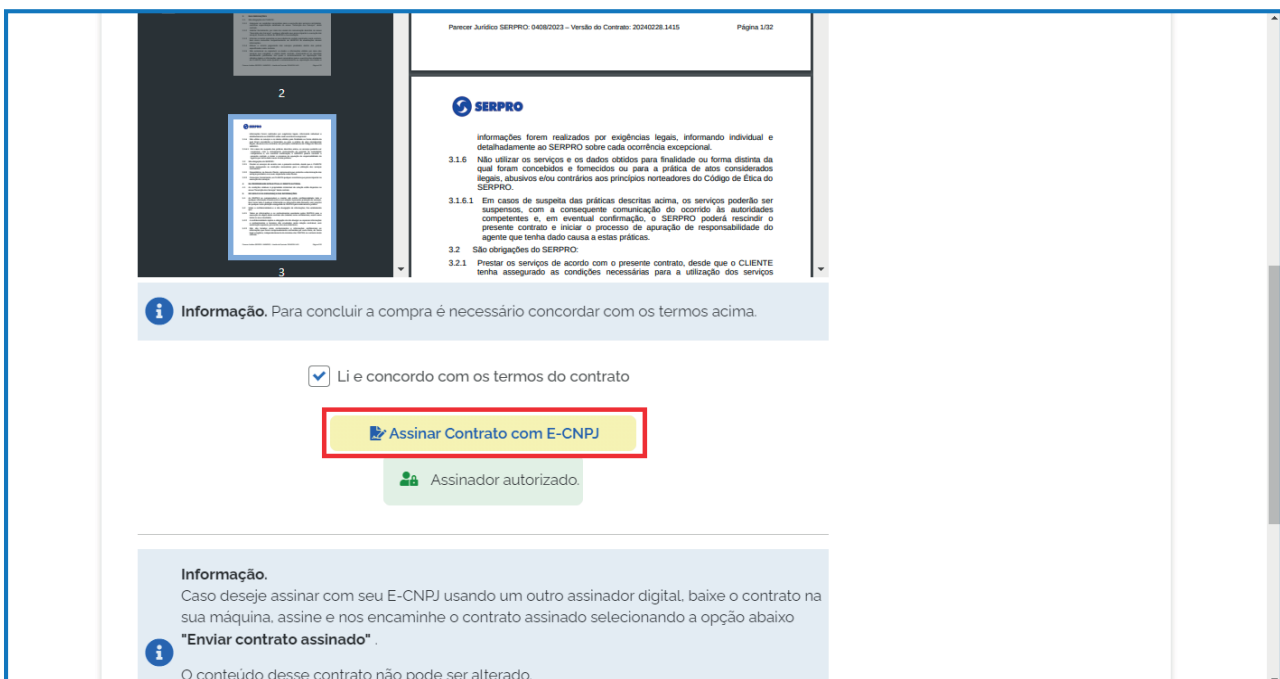 Parecer Jurídico SERPRO: 0408/2023 – Versão do Contrato: 20240228.1415 Página 1/32
2
SERPRO
informações forem realizados por exigências legais, informando individual e
detalhadamente ao SERPRO sobre cada ocorrência excepcional.
3.1.6 Não utilizar os serviços e os dados obtidos para finalidade ou forma distinta da
qual foram concebidos e fornecidos ou para a prática de atos considerados
ilegais, abusivos e/ou contrários aos princípios norteadores do Código de Ética do
SERPRO.
3.1.6.1 Em casos de suspeita das práticas descritas acima, os serviços poderão ser
suspensos, com a consequente comunicação do ocorrido às autoridades
competentes e, em eventual confirmação, o SERPRO poderá rescindir o
presente contrato e iniciar o processo de apuração de responsabilidade do
agente que tenha dado causa a estas práticas.
3.2 São obrigações do SERPRO:
3.2.1 Prestar os serviços de acordo com o presente contrato, desde que o CLIENTE
tenha assegurado as condições necessárias para a utilização dos serviços
3
Informação. Para concluir a compra é necessário concordar com os termos acima.
Li e concordo com os termos do contrato
Assinar Contrato com E-CNPJ
Assinador autorizado.
Informação.
Caso deseje assinar com seu E-CNPJ usando um outro assinador digital, baixe o contrato na
sua máquina, assine e nos encaminhe o contrato assinado selecionando a opção abaixo
"Enviar contrato assinado" .
O conteúdo desse contrato não pode ser alterado.